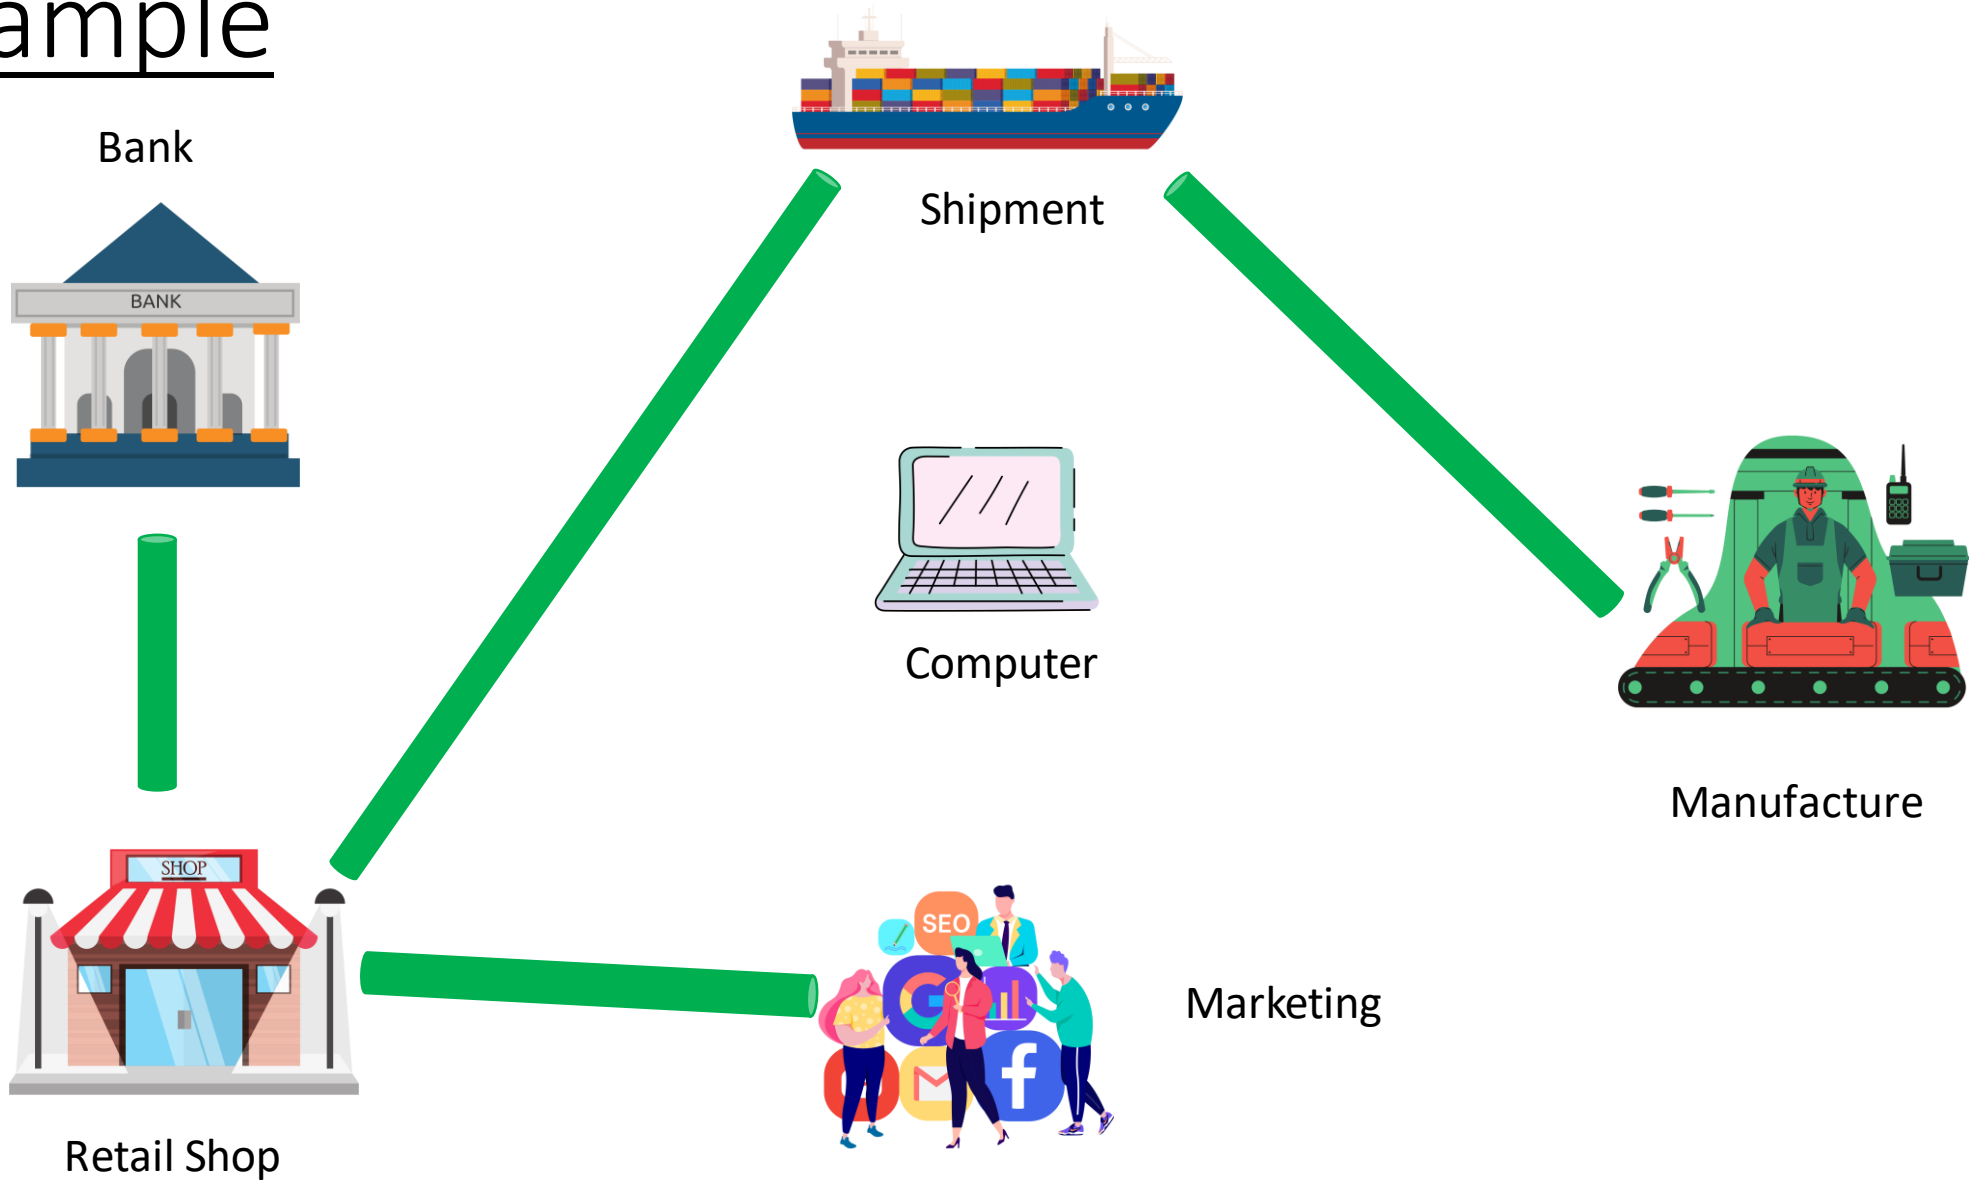 ample
Bank
BANK
Shipment
Computer
Manufacture
SHOP
SEO
G
f
Marketing
Retail Shop